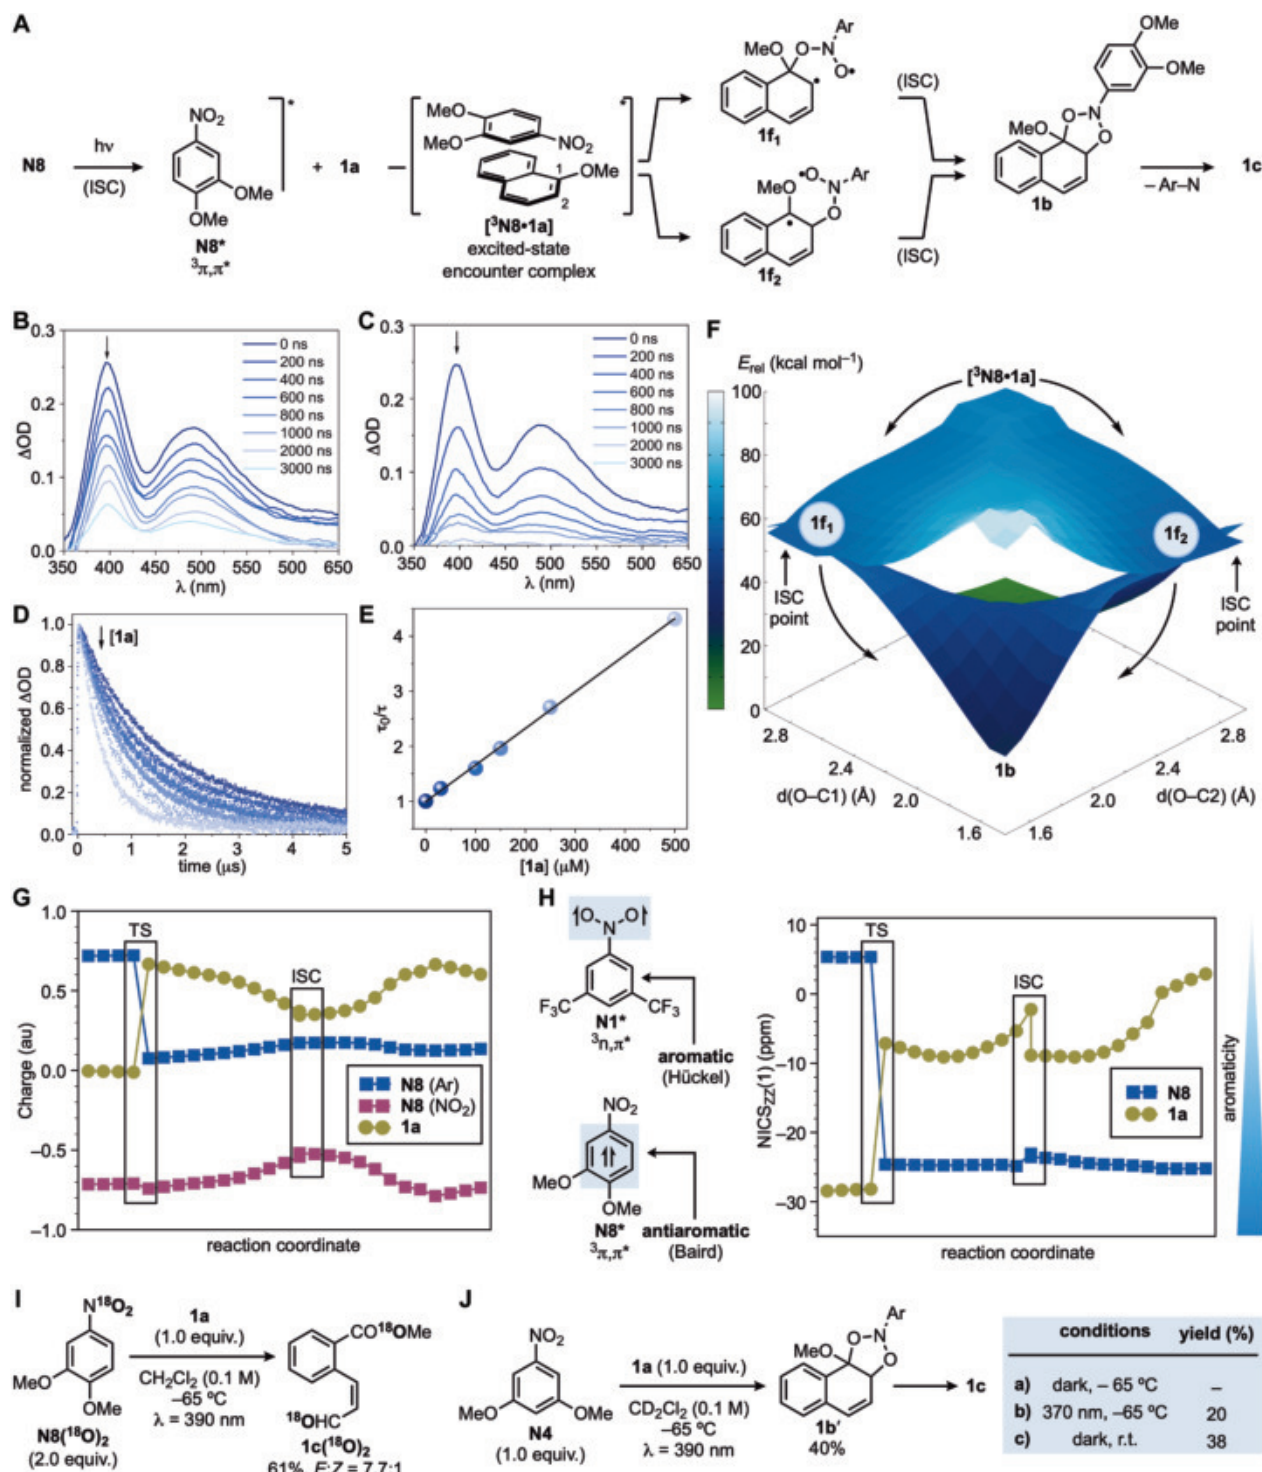 A
NO₂
hν
N8
(ISC)
OMe
OMe
N8*
³π,π*
*
+
1a
MeO
MeO
NO₂
1
OMe
2
*
[³N8•1a]
excited-state
encounter complex
MeO
O
N
Ar
O•
1f₁
(ISC)
•O
N
Ar
MeO
O
1f₂
(ISC)
OMe
OMe
MeO
O
N
O
1b
– Ar–N
1c
B
0.3
0.2
0.1
0.0
ΔOD
350 400 450 500 550 600 650
λ (nm)
0 ns
200 ns
400 ns
600 ns
800 ns
1000 ns
2000 ns
3000 ns
C
0.3
0.2
0.1
0.0
ΔOD
350 400 450 500 550 600 650
λ (nm)
0 ns
200 ns
400 ns
600 ns
800 ns
1000 ns
2000 ns
3000 ns
D
[1a]
1.0
0.8
0.6
0.4
0.2
0.0
normalized ΔOD
0 1 2 3 4 5
time (μs)
E
4
3
2
1
τ₀/τ
0 100 200 300 400 500
[1a] (μM)
F
E_rel (kcal mol⁻¹)
100
80
60
40
20
0
[³N8•1a]
1f₁
1f₂
ISC
point
ISC
point
1b
2.8
2.4
2.0
1.6
d(O–C1) (Å)
1.6
2.0
2.4
2.8
d(O–C2) (Å)
G
1.0
0.5
0.0
–0.5
–1.0
Charge (au)
TS
ISC
N8 (Ar)
N8 (NO₂)
1a
reaction coordinate
H
O
N
O
F₃C
CF₃
N1*
³n,π*
aromatic
(Hückel)
NO₂
MeO
OMe
N8*
³π,π*
antiaromatic
(Baird)
10
0
–10
–20
–30
NICS_ZZ(1) (ppm)
TS
ISC
N8
1a
reaction coordinate
aromaticity
I
N¹⁸O₂
MeO
OMe
N8(¹⁸O)₂
(2.0 equiv.)
1a
(1.0 equiv.)
CH₂Cl₂ (0.1 M)
–65 ºC
λ = 390 nm
CO¹⁸OMe
¹⁸OHC
1c(¹⁸O)₂
61%, E:Z = 7.7:1
J
NO₂
MeO
OMe
N4
(1.0 equiv.)
1a (1.0 equiv.)
CD₂Cl₂ (0.1 M)
–65 ºC
λ = 390 nm
MeO
O
N
Ar
O
1b′
40%
1c
conditions yield (%)
a) dark, – 65 ºC –
b) 370 nm, –65 ºC 20
c) dark, r.t. 38